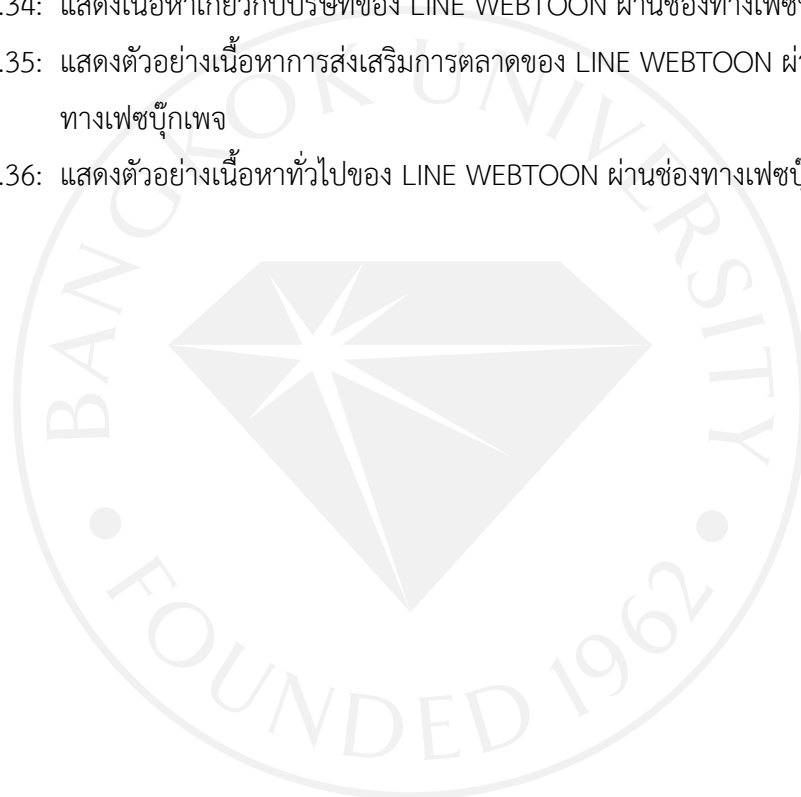 .34: แสดงเนื้อหาเกี่ยวกับบริษัทของ LINE WEBTOON ผ่านช่องทางเฟซ
.35: แสดงตัวอย่างเนื้อหาการส่งเสริมการตลาดของ LINE WEBTOON
ทางเฟซบุ๊กเพจ
.36: แสดงตัวอย่างเนื้อหาทั่วไปของ LINE WEBTOON ผ่านช่องทางเฟซบุ๊
BANGKOK UNIVERSITY
FOUNDED 1962